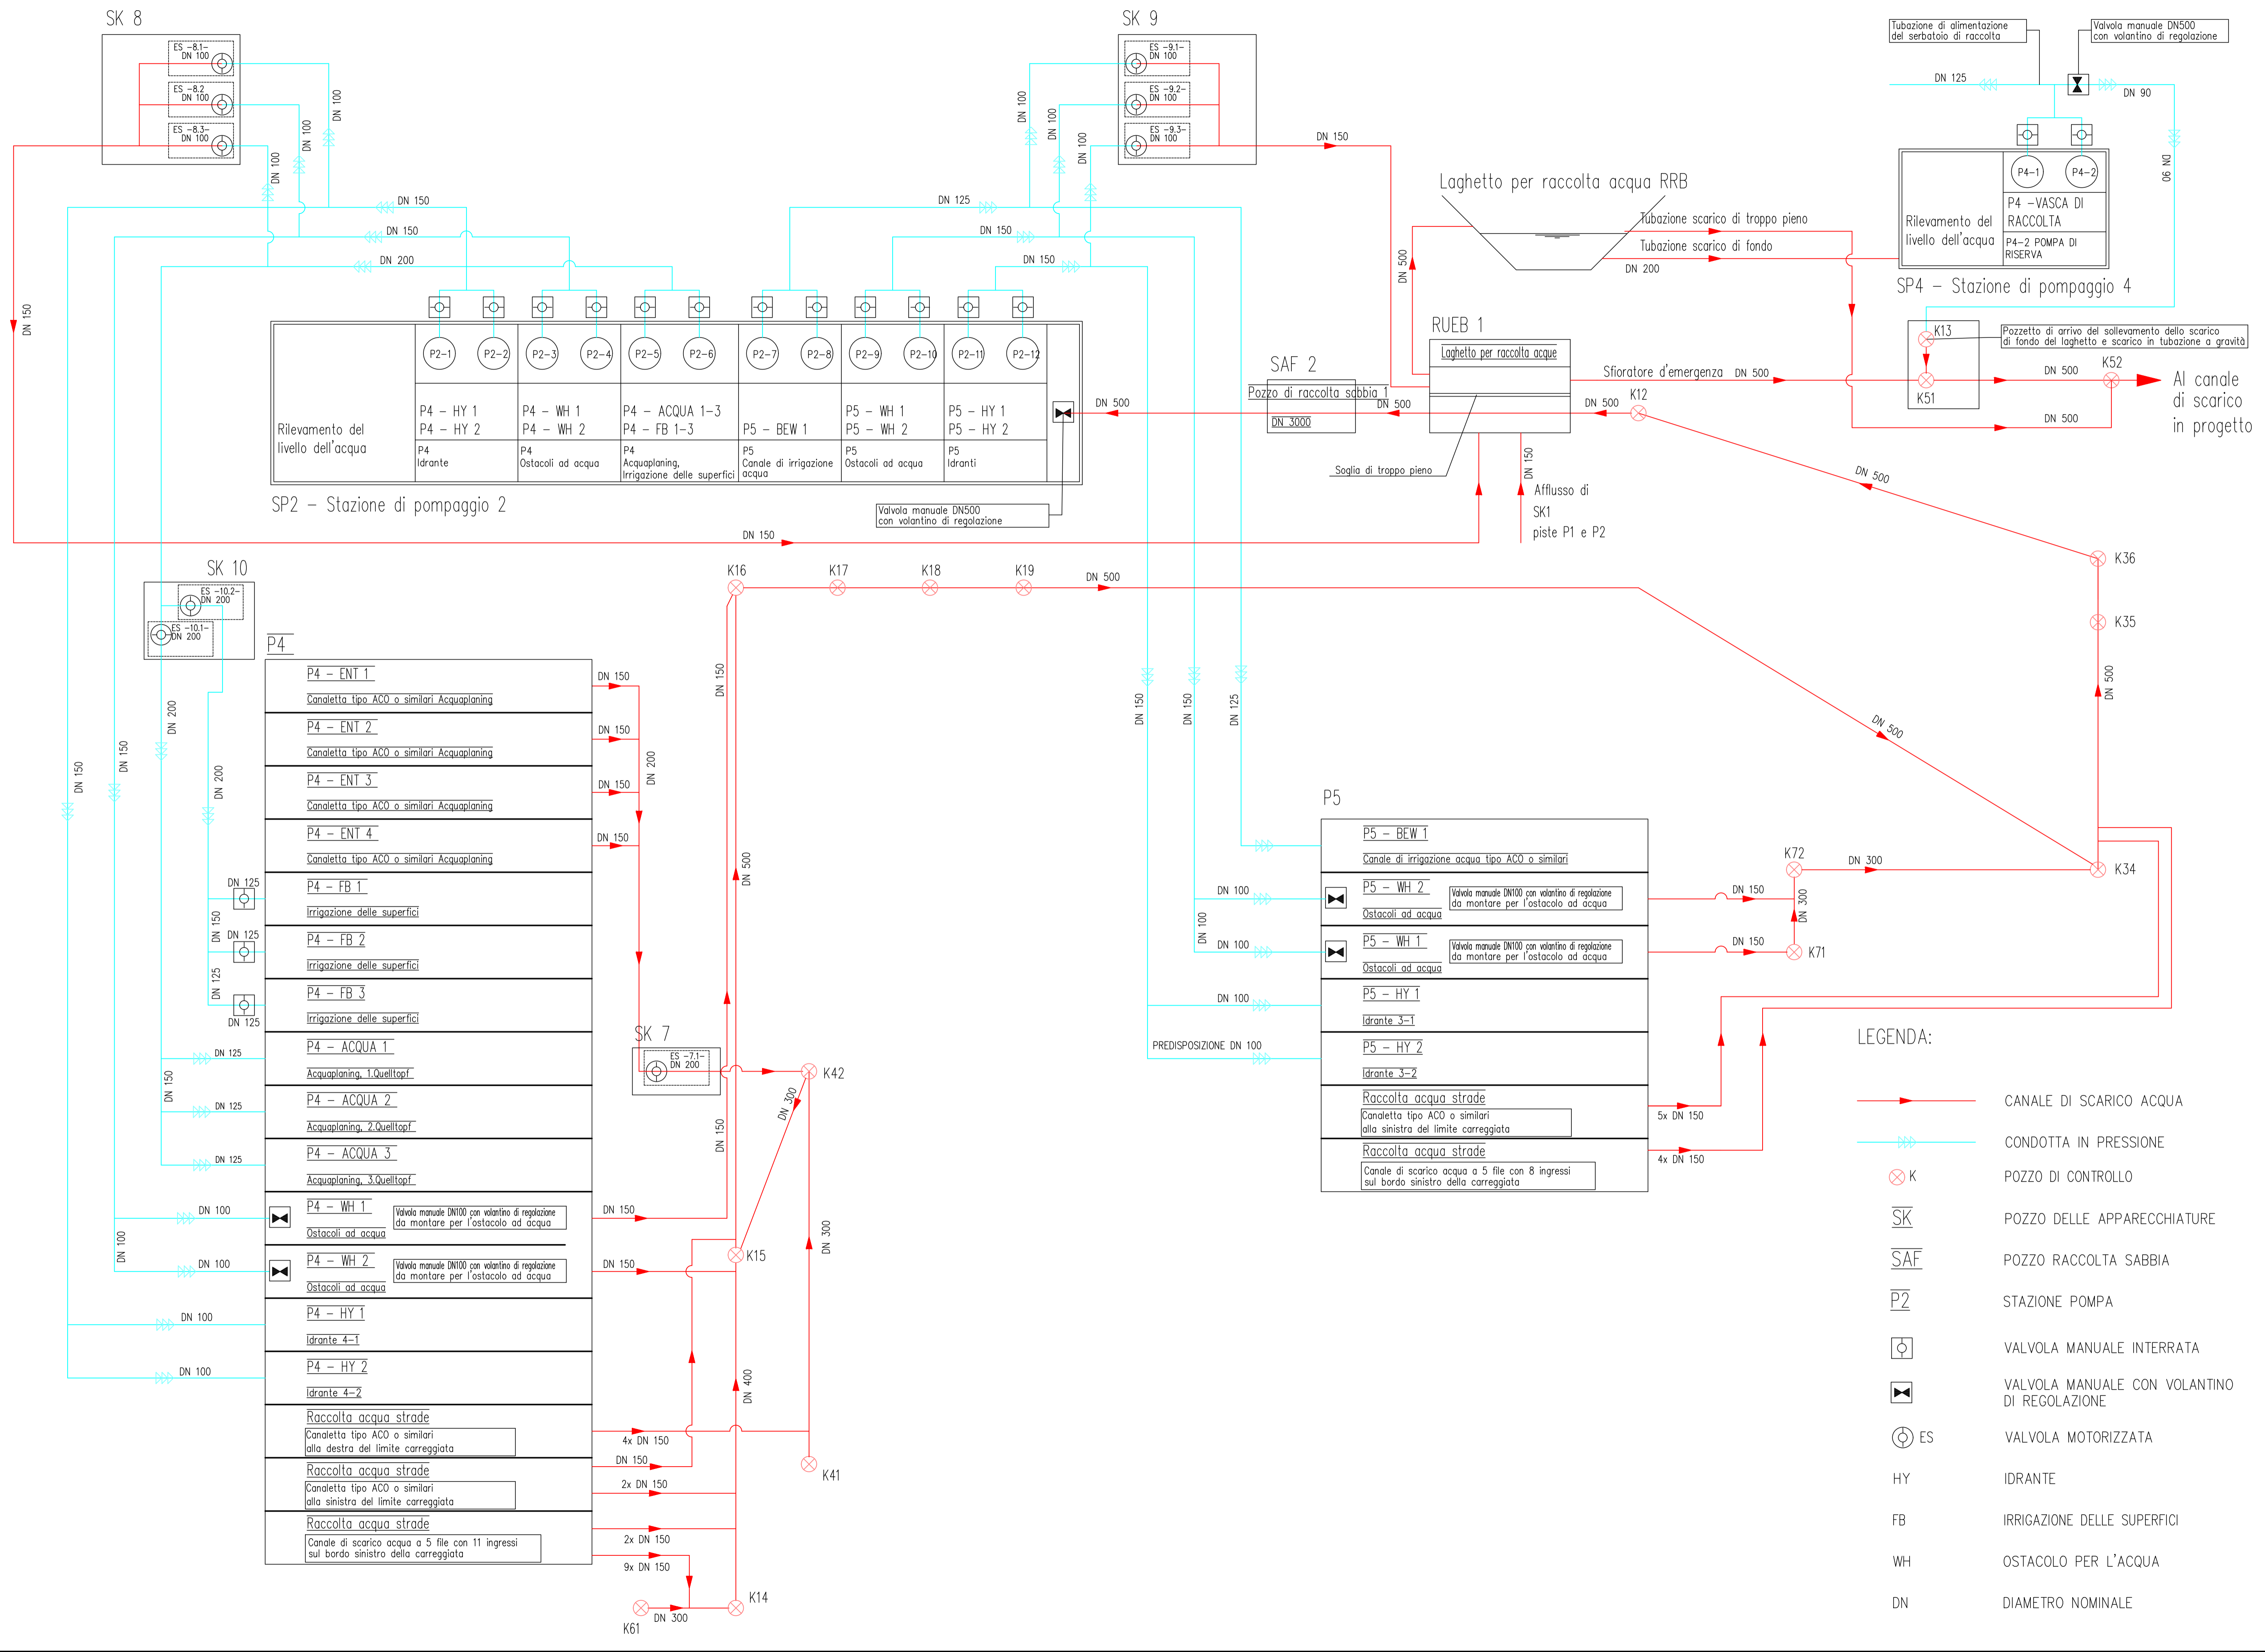 SK 8
ES -8.1-
DN 100
ES -8.2
DN 100
ES -8.3-
DN 100
DN 100
DN 100
DN 100
DN 150
DN 150
DN 150
DN 200
SK 9
ES -9.1-
DN 100
ES -9.2-
DN 100
ES -9.3-
DN 100
DN 100
DN 100
DN 100
DN 150
DN 125
DN 150
DN 150
Tubazione di alimentazione
del serbatoio di raccolta
Valvola manuale DN500
con volantino di regolazione
DN 125
DN 90
DN 90
P4-1
P4-2
Rilevamento del
livello dell'acqua
P4 -VASCA DI
RACCOLTA
P4-2 POMPA DI
RISERVA
SP4 - Stazione di pompaggio 4
Laghetto per raccolta acqua RRB
Tubazione scarico di troppo pieno
Tubazione scarico di fondo
DN 200
DN 500
RUEB 1
Laghetto per raccolta acque
Sfioratore d'emergenza
DN 500
K13
Pozzetto di arrivo del sollevamento dello scarico
di fondo del laghetto e scarico in tubazione a gravità
K51
DN 500
K52
DN 500
Al canale
di scarico
in progetto
K12
DN 500
DN 500
SAF 2
Pozzo di raccolta sabbia 1
DN 3000
DN 500
Soglia di troppo pieno
DN 150
Afflusso di
SK1
piste P1 e P2
P2-1
P2-2
P2-3
P2-4
P2-5
P2-6
P2-7
P2-8
P2-9
P2-10
P2-11
P2-12
Rilevamento del
livello dell'acqua
P4 - HY 1
P4 - HY 2
P4
Idrante
P4 - WH 1
P4 - WH 2
P4
Ostacoli ad acqua
P4 - ACQUA 1-3
P4 - FB 1-3
P4
Acquaplaning,
Irrigazione delle superfici
P5 - BEW 1
P5
Canale di irrigazione
acqua
P5 - WH 1
P5 - WH 2
P5
Ostacoli ad acqua
P5 - HY 1
P5 - HY 2
P5
Idranti
SP2 - Stazione di pompaggio 2
Valvola manuale DN500
con volantino di regolazione
DN 150
DN 500
K36
K35
DN 500
K34
K16
K17
K18
K19
DN 500
DN 500
SK 10
ES -10.2-
DN 200
ES -10.1-
DN 200
DN 150
DN 150
DN 200
DN 200
P4
P4 - ENT 1
Canaletta tipo ACO o similari Acquaplaning
DN 150
P4 - ENT 2
Canaletta tipo ACO o similari Acquaplaning
DN 150
P4 - ENT 3
Canaletta tipo ACO o similari Acquaplaning
DN 150
DN 200
P4 - ENT 4
Canaletta tipo ACO o similari Acquaplaning
DN 150
DN 125
P4 - FB 1
Irrigazione delle superfici
DN 150
DN 125
P4 - FB 2
Irrigazione delle superfici
DN 125
P4 - FB 3
Irrigazione delle superfici
DN 125
DN 125
P4 - ACQUA 1
Acquaplaning, 1.Quelltopf
DN 150
DN 125
P4 - ACQUA 2
Acquaplaning, 2.Quelltopf
DN 125
P4 - ACQUA 3
Acquaplaning, 3.Quelltopf
DN 100
P4 - WH 1
Ostacoli ad acqua
Valvola manuale DN100 con volantino di regolazione
da montare per l'ostacolo ad acqua
DN 150
DN 100
DN 100
P4 - WH 2
Ostacoli ad acqua
Valvola manuale DN100 con volantino di regolazione
da montare per l'ostacolo ad acqua
DN 150
DN 100
P4 - HY 1
Idrante 4-1
DN 100
P4 - HY 2
Idrante 4-2
Raccolta acqua strade
Canaletta tipo ACO o similari
alla destra del limite carreggiata
4x DN 150
Raccolta acqua strade
Canaletta tipo ACO o similari
alla sinistra del limite carreggiata
DN 150
2x DN 150
Raccolta acqua strade
Canale di scarico acqua a 5 file con 11 ingressi
sul bordo sinistro della carreggiata
2x DN 150
9x DN 150
K61
DN 300
K14
DN 400
K41
DN 300
K15
DN 300
K42
SK 7
ES -7.1-
DN 200
DN 150
DN 150
DN 500
DN 150
DN 150
DN 125
P5
P5 - BEW 1
Canale di irrigazione acqua tipo ACO o similari
DN 100
P5 - WH 2
Ostacoli ad acqua
Valvola manuale DN100 con volantino di regolazione
da montare per l'ostacolo ad acqua
DN 150
DN 100
DN 100
P5 - WH 1
Ostacoli ad acqua
Valvola manuale DN100 con volantino di regolazione
da montare per l'ostacolo ad acqua
DN 150
K72
DN 300
DN 300
K71
DN 100
P5 - HY 1
Idrante 3-1
PREDISPOSIZIONE DN 100
P5 - HY 2
Idrante 3-2
Raccolta acqua strade
Canaletta tipo ACO o similari
alla sinistra del limite carreggiata
5x DN 150
Raccolta acqua strade
Canale di scarico acqua a 5 file con 8 ingressi
sul bordo sinistro della carreggiata
4x DN 150
LEGENDA:
CANALE DI SCARICO ACQUA
CONDOTTA IN PRESSIONE
K POZZO DI CONTROLLO
SK POZZO DELLE APPARECCHIATURE
SAF POZZO RACCOLTA SABBIA
P2 STAZIONE POMPA
VALVOLA MANUALE INTERRATA
VALVOLA MANUALE CON VOLANTINO
DI REGOLAZIONE
ES VALVOLA MOTORIZZATA
HY IDRANTE
FB IRRIGAZIONE DELLE SUPERFICI
WH OSTACOLO PER L'ACQUA
DN DIAMETRO NOMINALE